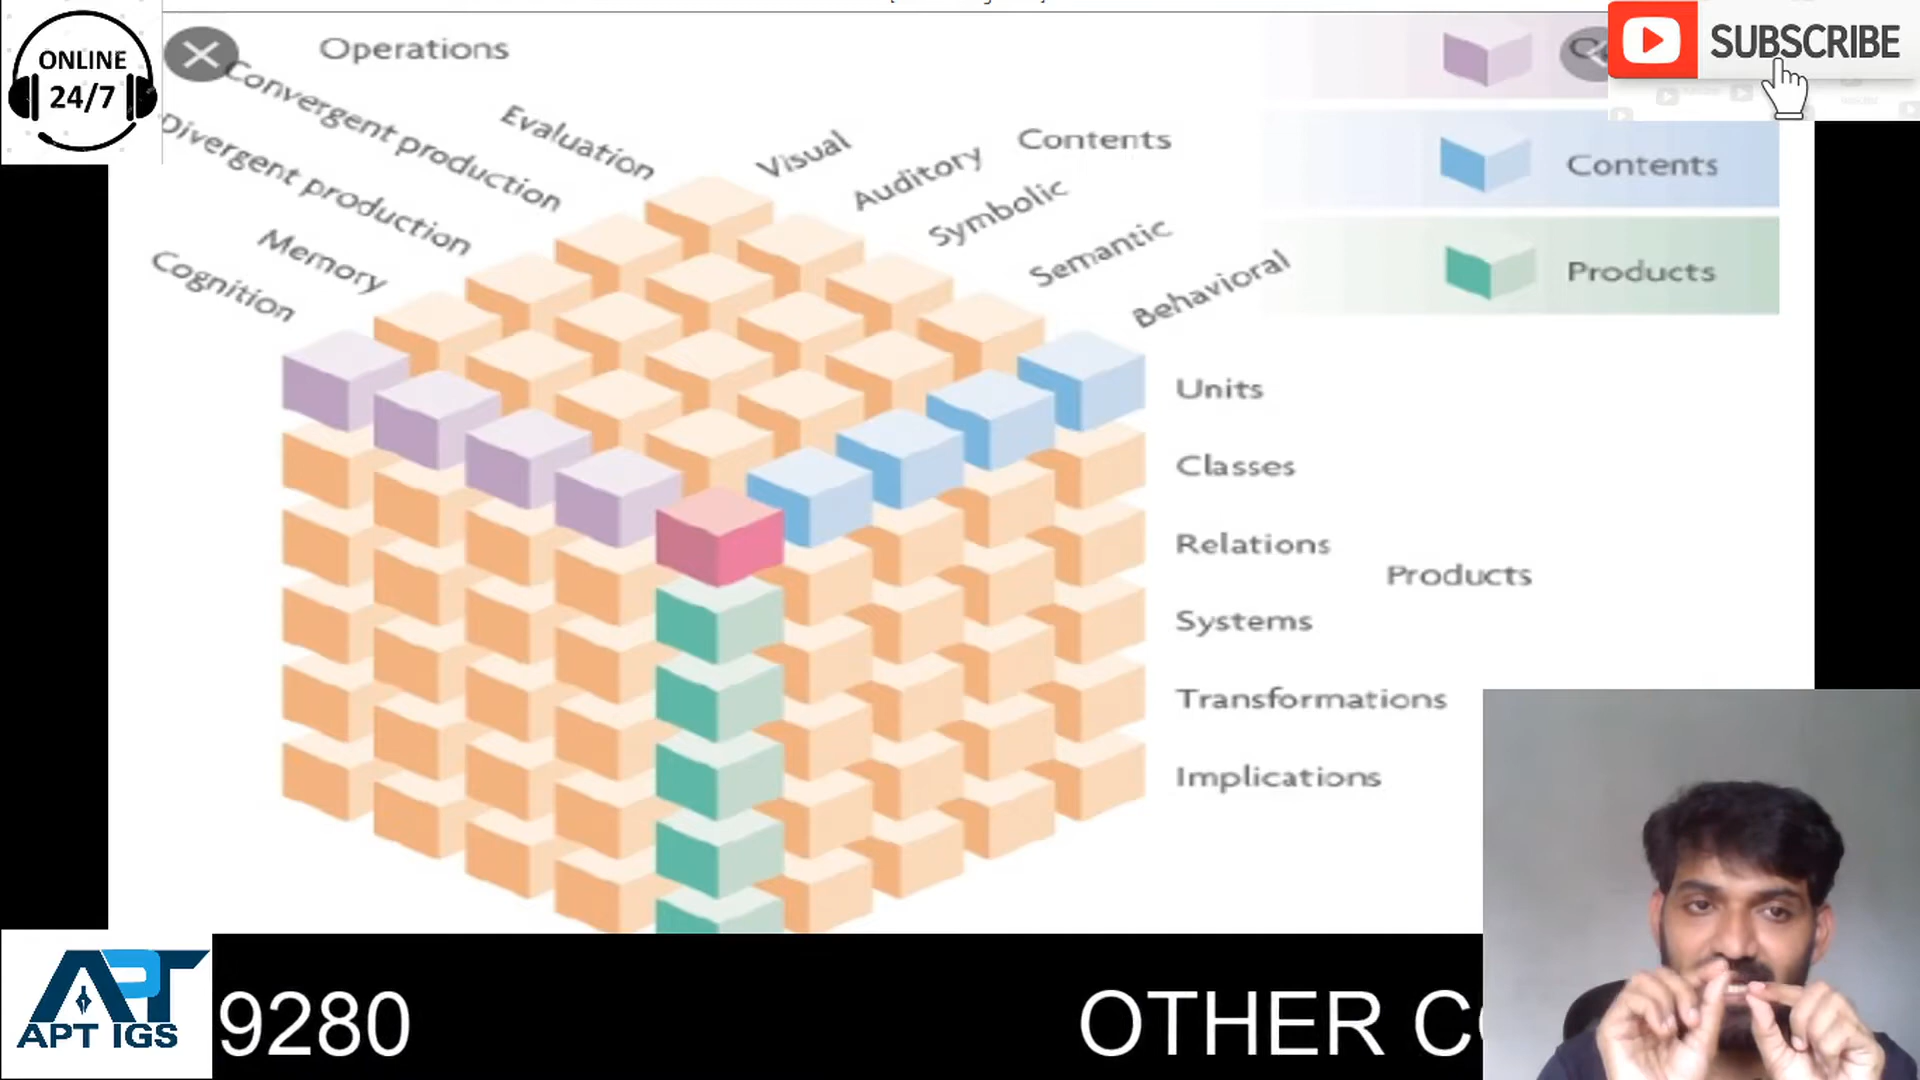 ONLINE
24/7
SUBSCRIBE
Operations
Convergent production
Divergent production
Evaluation
Memory
Cognition
Visual
Auditory
Contents
Symbolic
Semantic
Behavioral
Contents
Products
Units
Classes
Relations
Products
Systems
Transformations
Implications
APT IGS
9280
OTHER